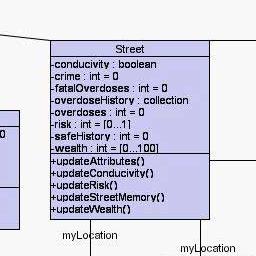 Street
-conducivity : boolean
-crime : int = 0
-fatalOverdoses : int = 0
-overdoseHistory : collection
-overdoses : int = 0
-risk : int = [0...1]
-safeHistory : int = 0
-wealth : int = [0...100]
+updateAttributes()
+updateConducivity()
+updateRisk()
+updateStreetMemory()
+updateWealth()
0
myLocation
myLocation